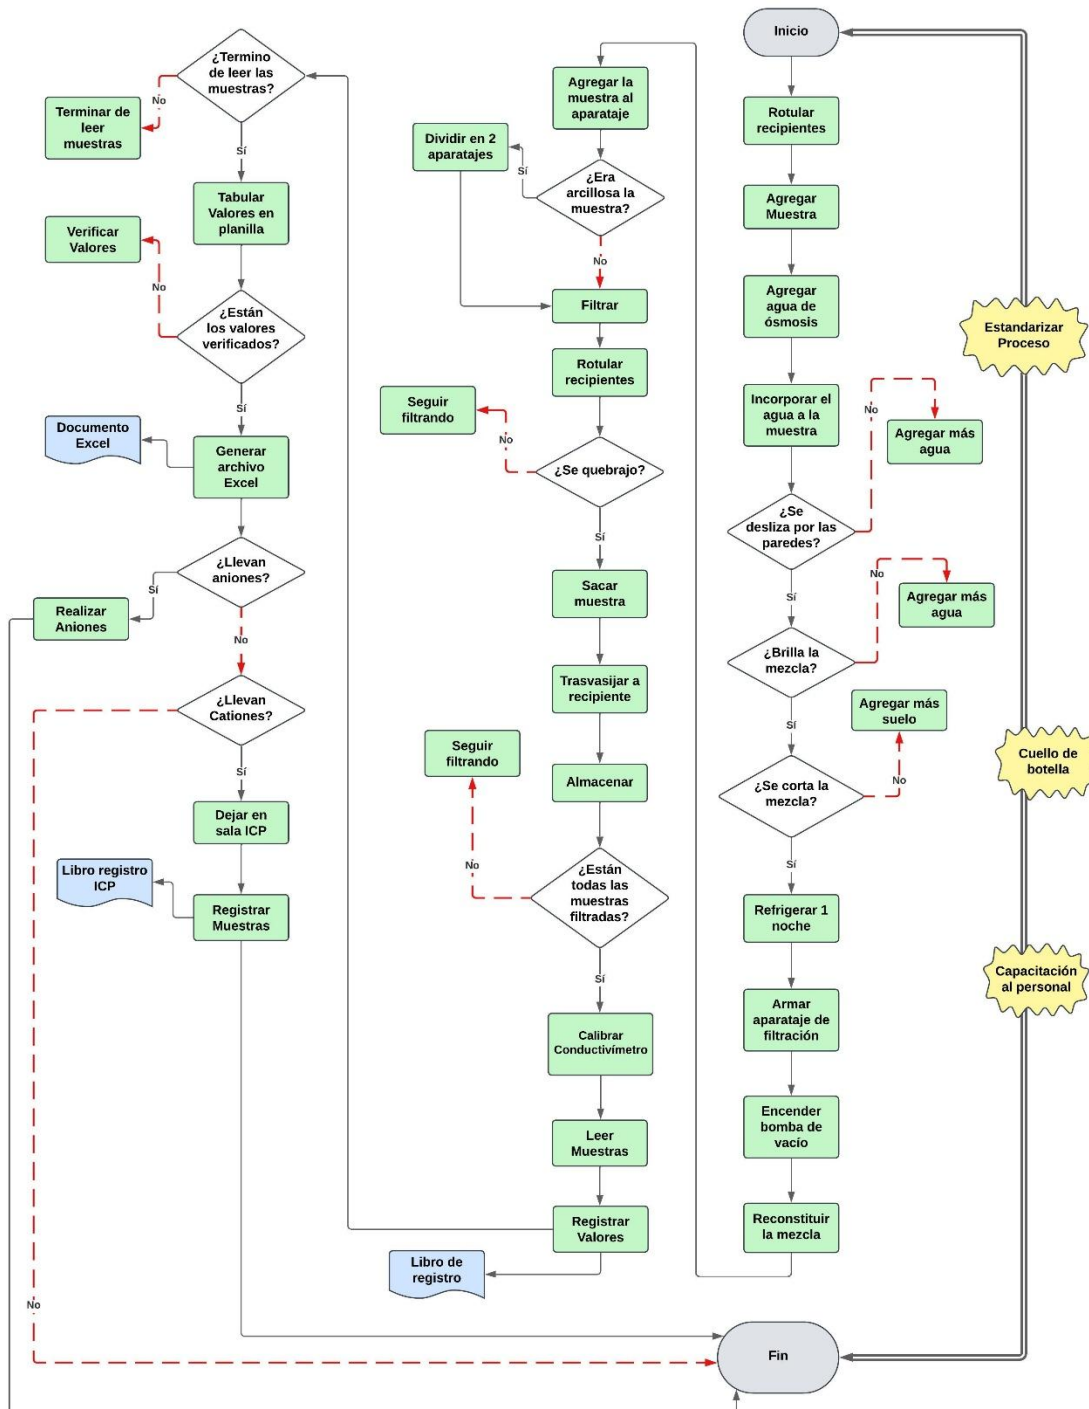 Inicio
Rotular
recipientes
Agregar
Muestra
Agregar
agua de
ósmosis
Incorporar el
agua a la
muestra
No
Agregar más
agua
¿Se
desliza por las
paredes?
Sí
No
Agregar más
agua
¿Brilla la
mezcla?
Sí
Agregar más
suelo
No
¿Se corta la
mezcla?
Sí
Refrigerar 1
noche
Armar
aparataje de
filtración
Encender
bomba de
vacío
Reconstituir
la mezcla
Agregar la
muestra al
aparataje
Dividir en 2
aparatajes
Sí
¿Era
arcillosa la
muestra?
No
Filtrar
Rotular
recipientes
Seguir
filtrando
No
¿Se quebrajo?
Sí
Sacar
muestra
Trasvasijar a
recipiente
Seguir
filtrando
Almacenar
No
¿Están
todas las
muestras
filtradas?
Sí
Calibrar
Conductivímetro
Leer
Muestras
Registrar
Valores
Libro de
registro
¿Termino
de leer las
muestras?
No
Terminar de
leer
muestras
Sí
Tabular
Valores en
planilla
Verificar
Valores
No
¿Están
los valores
verificados?
Sí
Documento
Excel
Generar
archivo
Excel
¿Llevan
aniones?
Sí
Realizar
Aniones
No
¿Llevan
Cationes?
Sí
Dejar en
sala ICP
Libro registro
ICP
Registrar
Muestras
No
Fin
Estandarizar
Proceso
Cuello de
botella
Capacitación
al personal